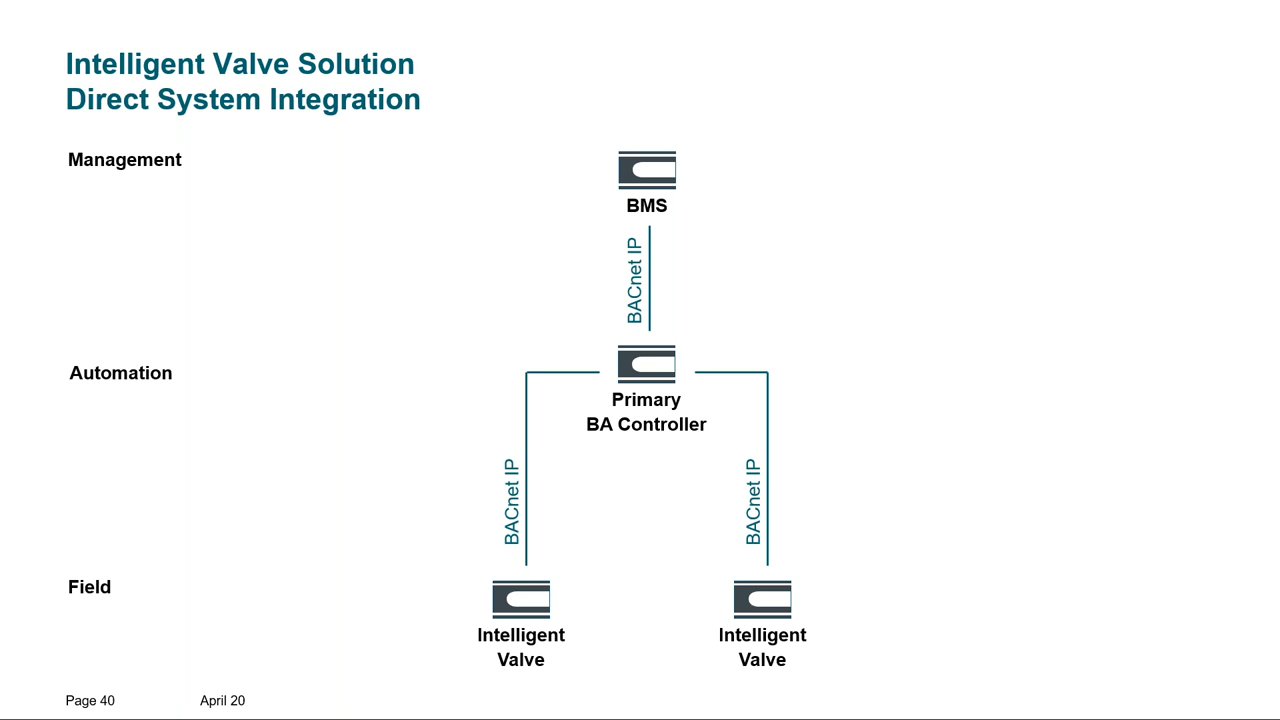 Intelligent Valve Solution
Direct System Integration
Management
BMS
BACnet IP
Automation
Primary
BA Controller
BACnet IP
BACnet IP
Field
Intelligent
Valve
Intelligent
Valve
Page 40
April 20